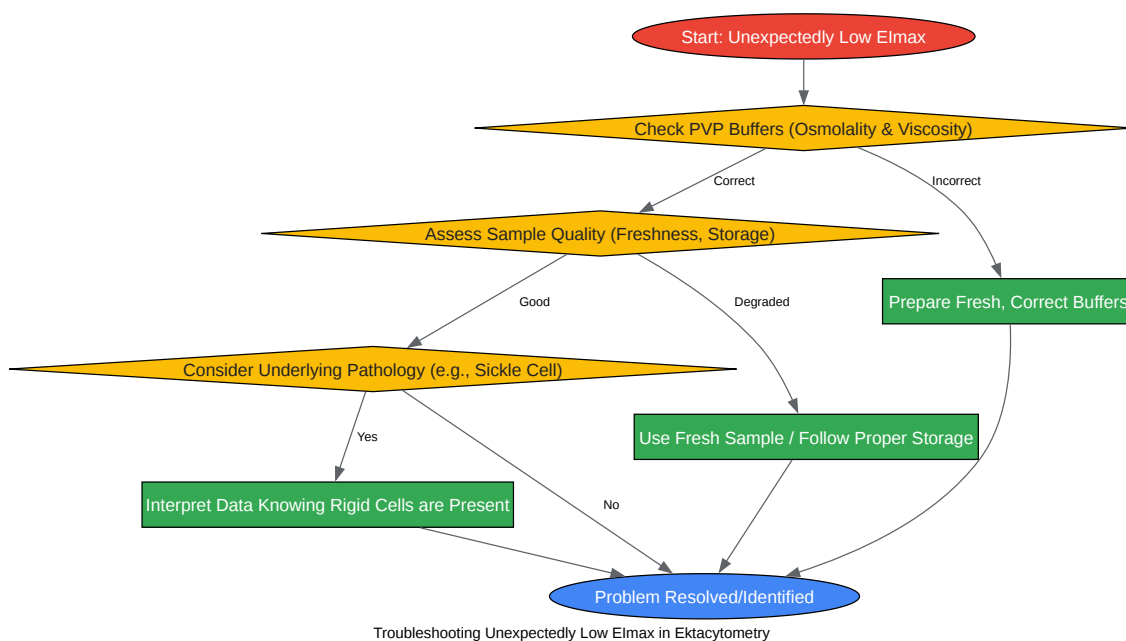 Start: Unexpectedly Low EImax
Check PVP Buffers (Osmolality & Viscosity)
Correct
Incorrect
Assess Sample Quality (Freshness, Storage)
Good
Degraded
Prepare Fresh, Correct Buffers
Consider Underlying Pathology (e.g., Sickle Cell)
Yes
Use Fresh Sample / Follow Proper Storage
Interpret Data Knowing Rigid Cells are Present
No
Problem Resolved/Identified
Troubleshooting Unexpectedly Low EImax in Ektacytometry